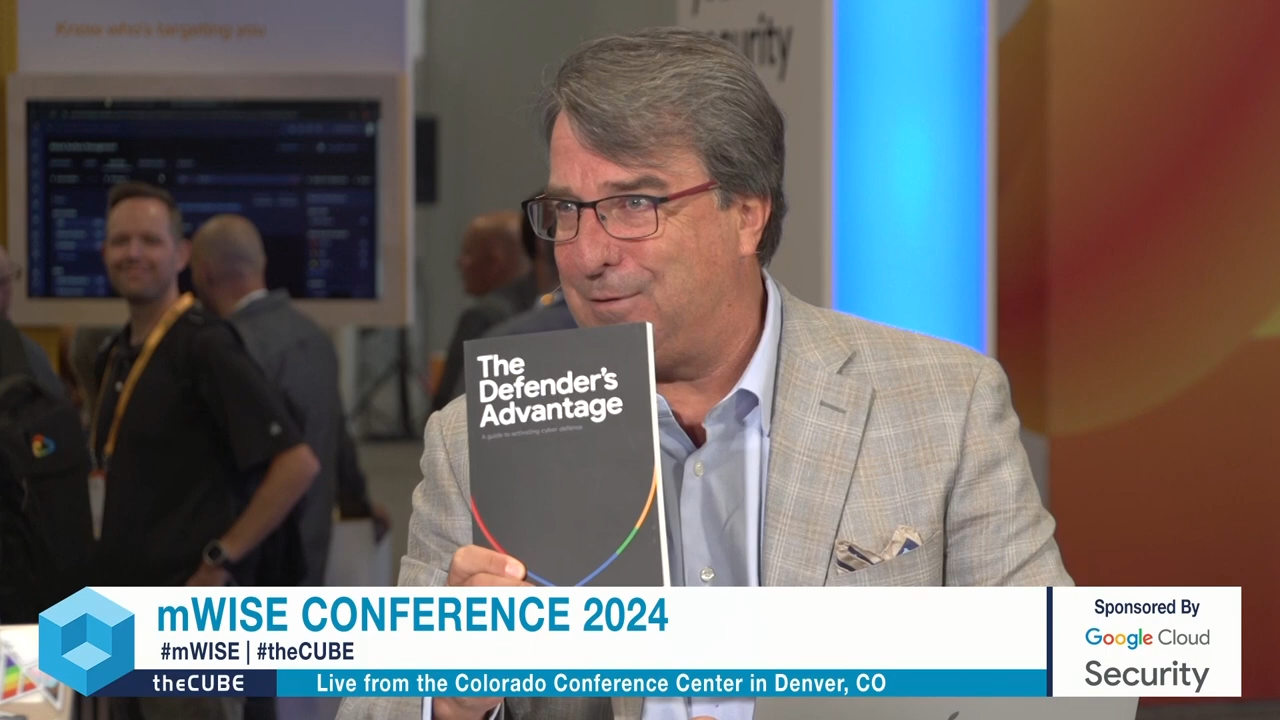 Know who's targeting you
security
The
Defender's
Advantage
A guide to activating cyber defense
mWISE CONFERENCE 2024
#mWISE | #theCUBE
theCUBE
Live from the Colorado Conference Center in Denver, CO
Sponsored By
Google Cloud
Security